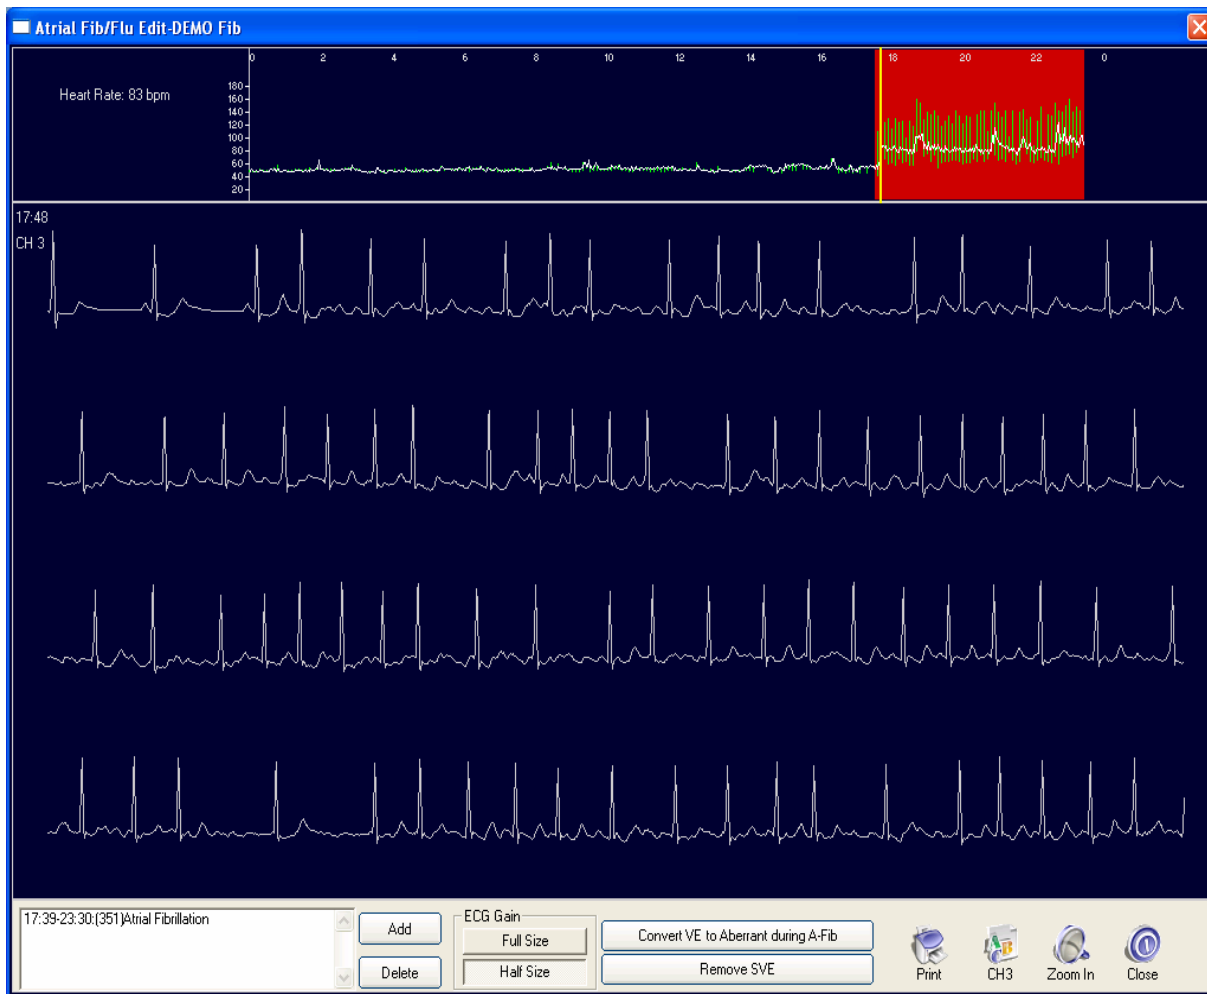 Atrial Fib/Flu Edit-DEMO Fib
0 2 4 6 8 10 12 14 16 18 20 22 0
Heart Rate: 83 bpm
180
160
140
120
100
80
60
40
20
17:48
CH 3
17:39-23:30:(351)Atrial Fibrillation
Add
Delete
ECG Gain
Full Size
Half Size
Convert VE to Aberrant during A-Fib
Remove SVE
A B
Print
CH3
Zoom In
Close